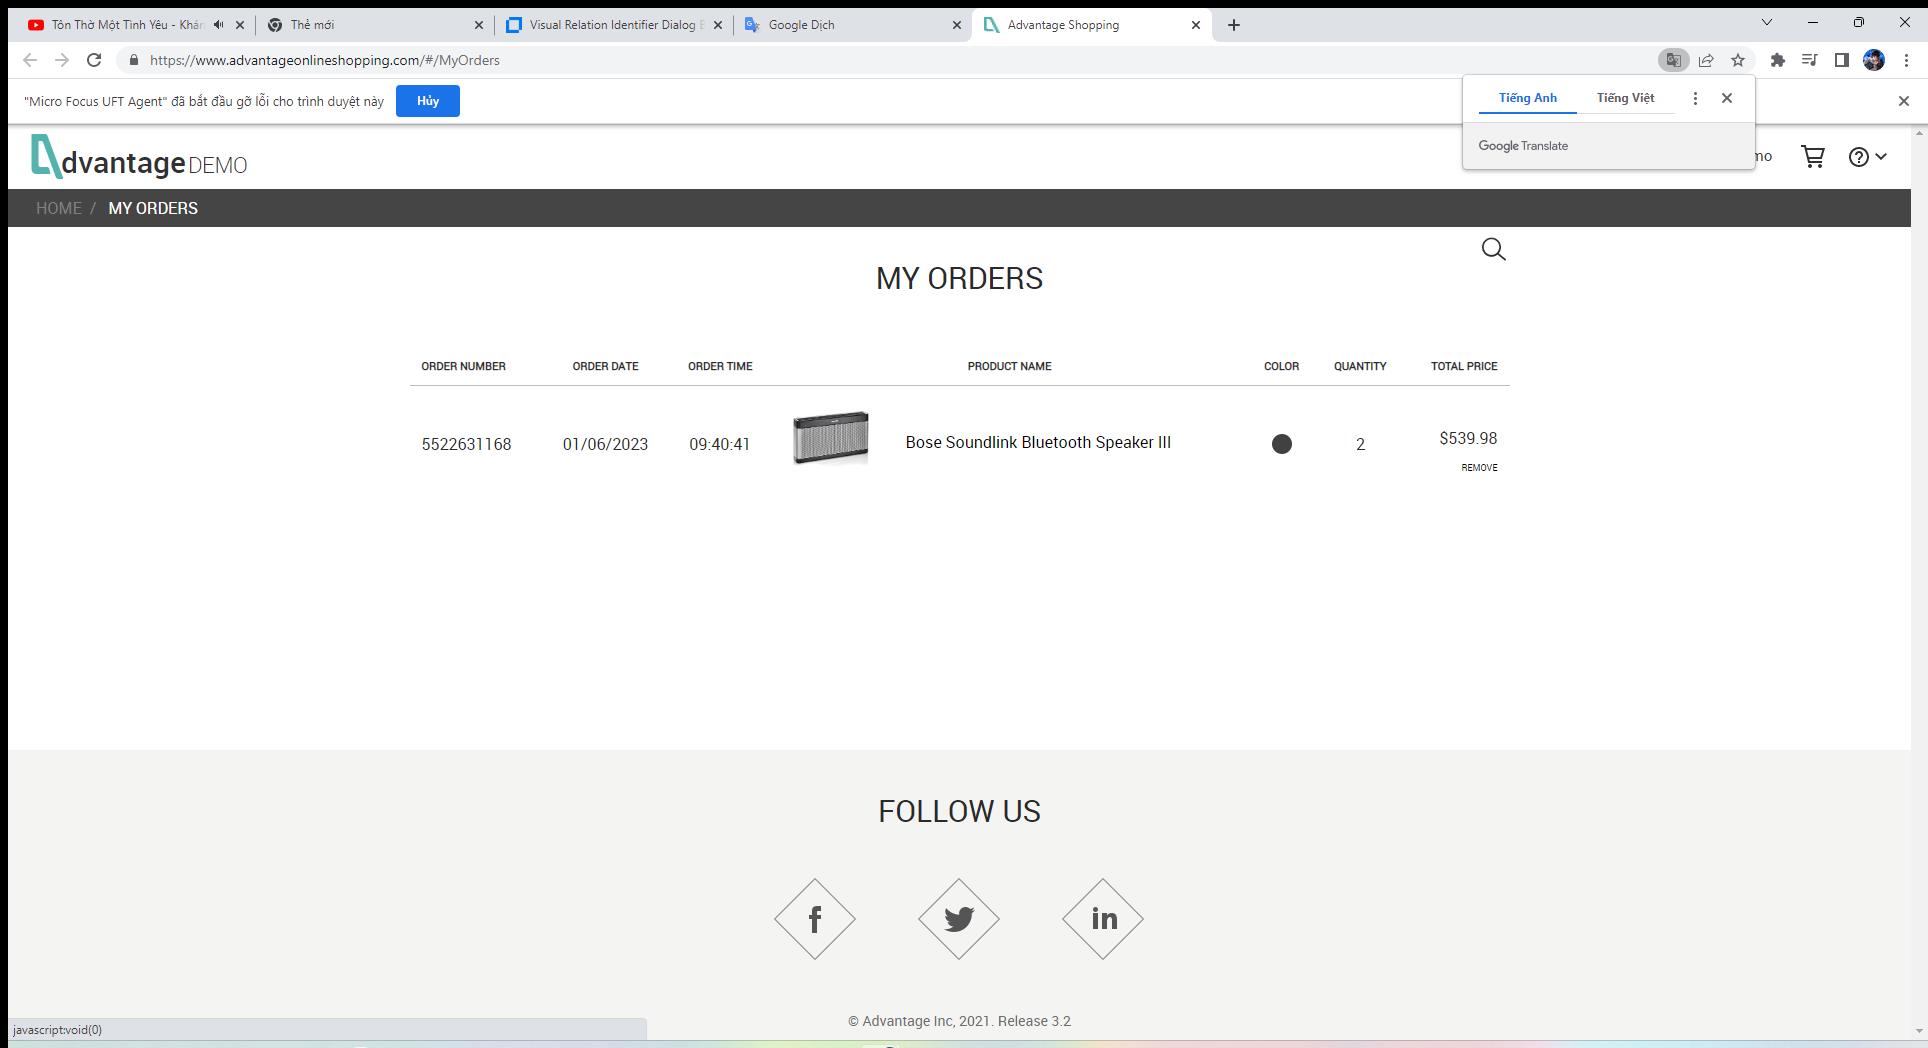 Tôn Thờ Một Tình Yêu - Khán
Thẻ mới
Visual Relation Identifier Dialog B
Google Dịch
Advantage Shopping
https://www.advantageonlineshopping.com/#/MyOrders
"Micro Focus UFT Agent" đã bắt đầu gỡ lỗi cho trình duyệt này
Hủy
Tiếng Anh
Tiếng Việt
Google Translate
dvantage DEMO
mo
HOME / MY ORDERS
MY ORDERS
ORDER NUMBER ORDER DATE ORDER TIME PRODUCT NAME COLOR QUANTITY TOTAL PRICE
5522631168 01/06/2023 09:40:41 Bose Soundlink Bluetooth Speaker III 2 $539.98
REMOVE
FOLLOW US
f
in
© Advantage Inc, 2021. Release 3.2
javascript:void(0)